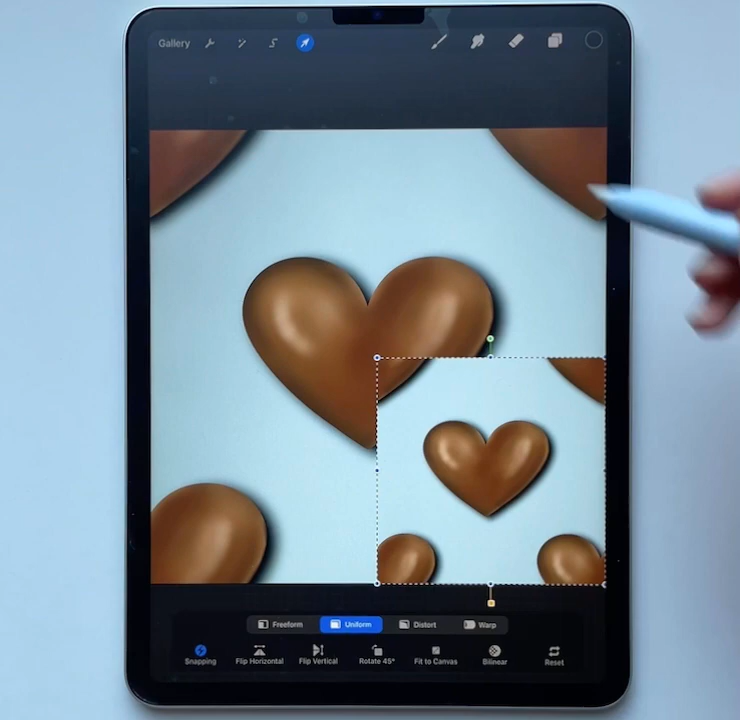 Gallery
Freeform Uniform Distort Warp
Snapping Flip Horizontal Flip Vertical Rotate 45° Fit to Canvas Bilinear Reset